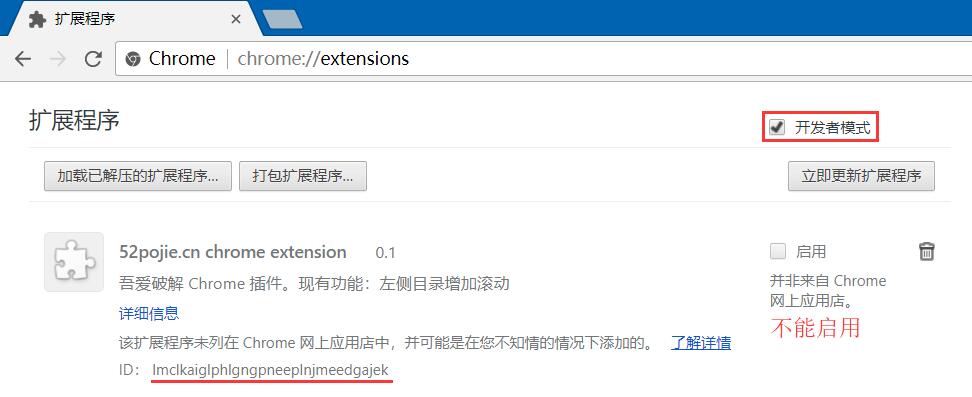 扩展程序
Chrome chrome://extensions
扩展程序
开发者模式
加载已解压的扩展程序... 打包扩展程序... 立即更新扩展程序
52pojie.cn chrome extension 0.1 启用
吾爱破解 Chrome 插件。现有功能：左侧目录增加滚动
并非来自 Chrome
网上应用店。
详细信息
不能启用
该扩展程序未列在 Chrome 网上应用店中，并可能是在您不知情的情况下添加的。 了解详情
ID： lmclkaiglphlgngpneeplnjmeedgajek